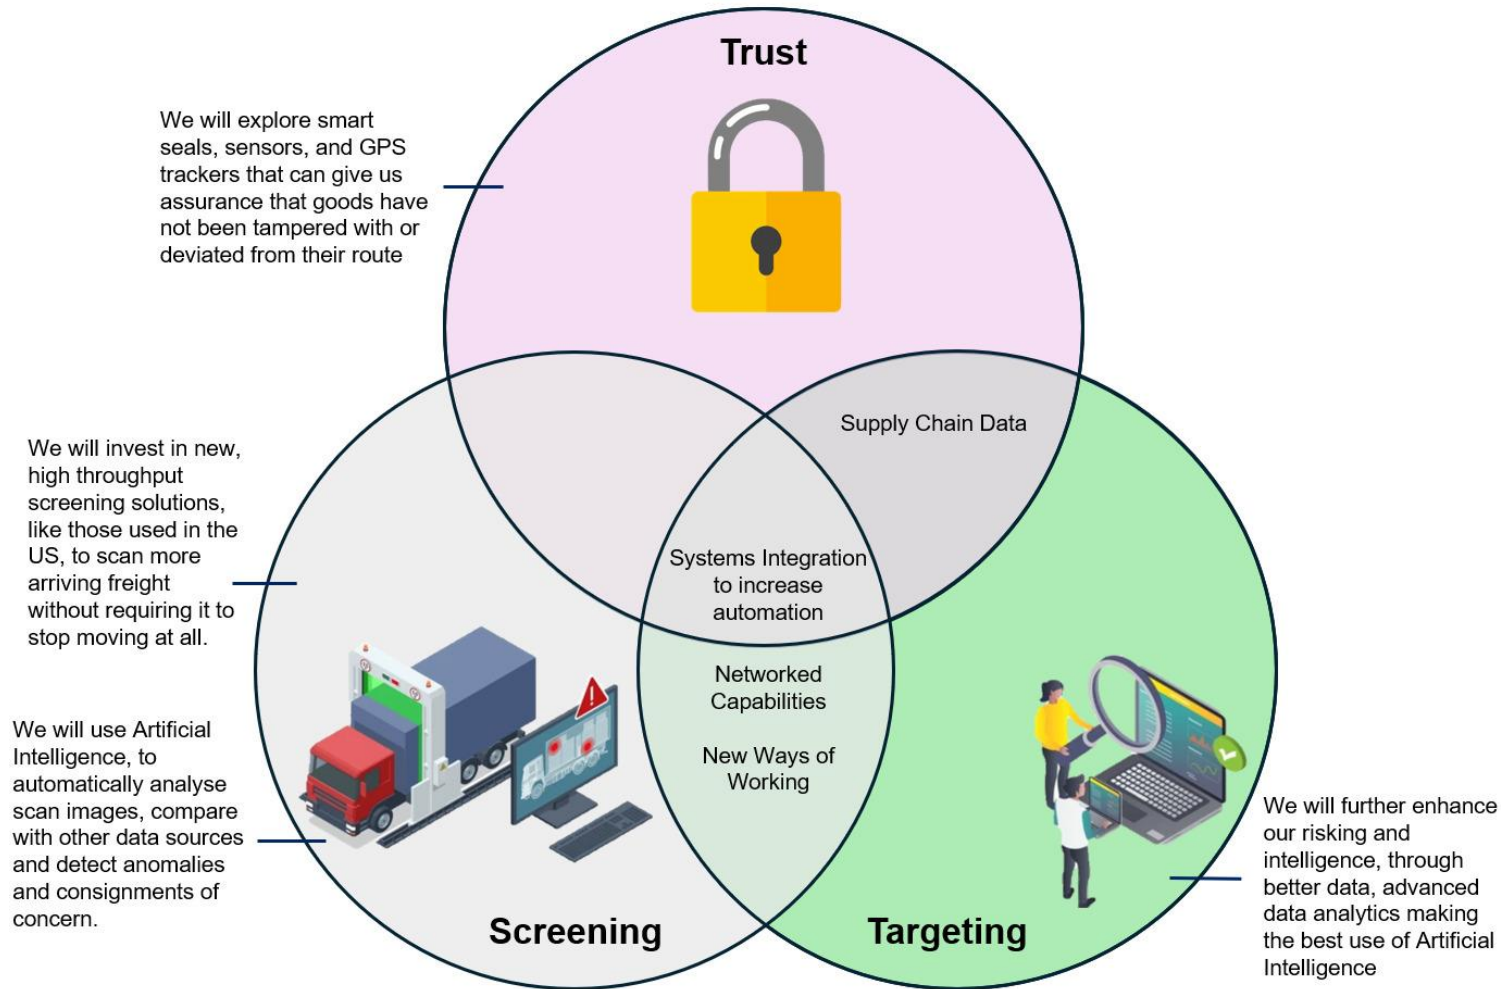 Trust
We will explore smart
seals, sensors, and GPS
trackers that can give us
assurance that goods have
not been tampered with or
deviated from their route
Supply Chain Data
We will invest in new,
high throughput
screening solutions,
like those used in the
US, to scan more
arriving freight
without requiring it to
stop moving at all.
Systems Integration
to increase
automation
Networked
Capabilities
New Ways of
Working
We will use Artificial
Intelligence, to
automatically analyse
scan images, compare
with other data sources
and detect anomalies
and consignments of
concern.
We will further enhance
our risking and
intelligence, through
better data, advanced
data analytics making
the best use of Artificial
Intelligence
Screening
Targeting